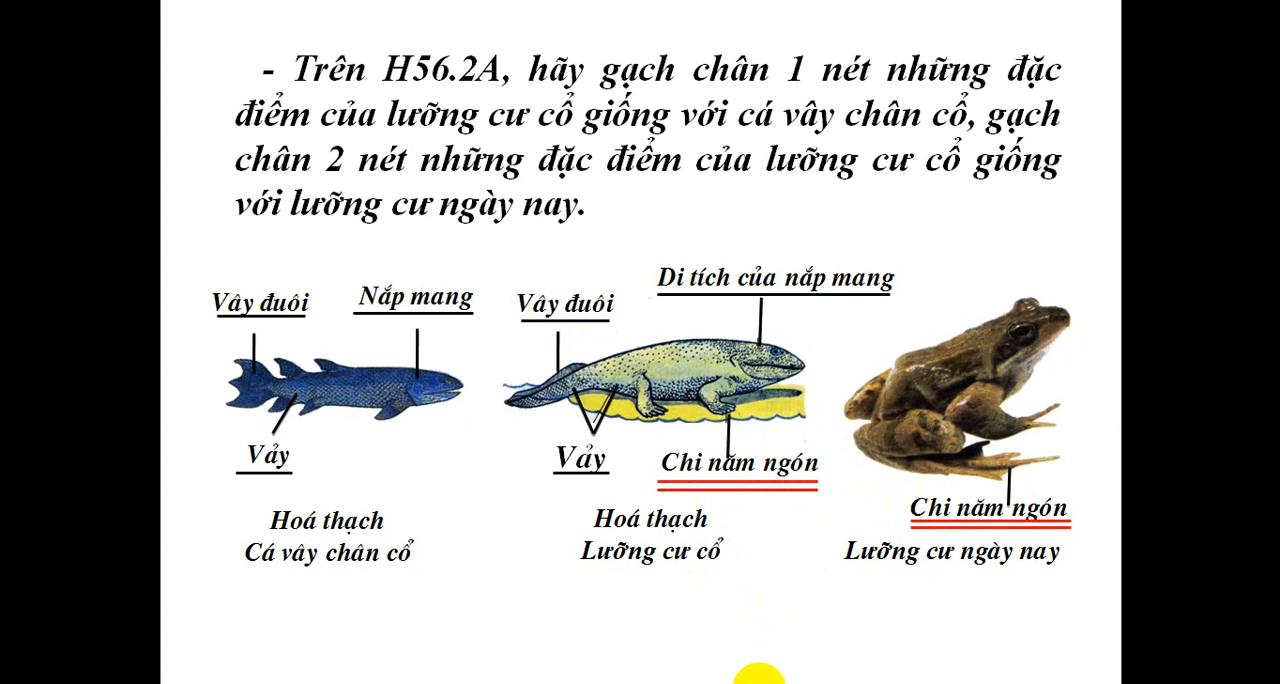 - Trên H56.2A, hãy gạch chân 1 nét những đặc
điểm của lưỡng cư cổ giống với cá vây chân cổ, gạch
chân 2 nét những đặc điểm của lưỡng cư cổ giống
với lưỡng cư ngày nay.
Di tích của nắp mang
Vây đuôi
Nắp mang
Vây đuôi
Vảy
Vảy
Chi năm ngón
Chi năm ngón
Hoá thạch
Cá vây chân cổ
Hoá thạch
Lưỡng cư cổ
Lưỡng cư ngày nay